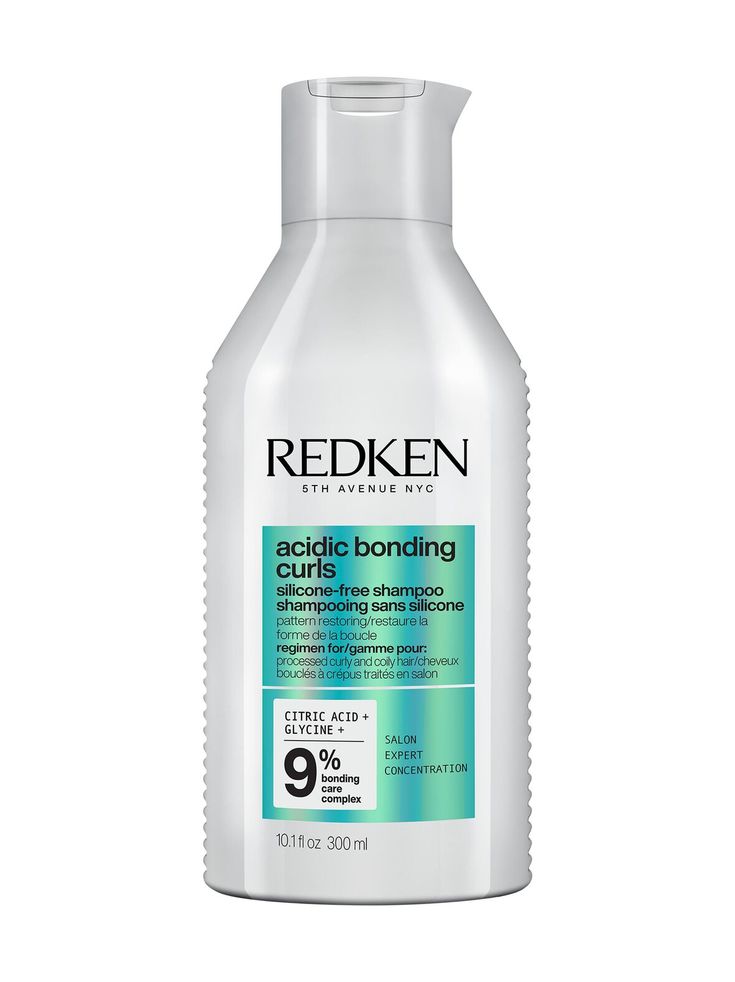 REDKEN
5TH AVENUE NYC
acidic bonding
curls
silicone-free shampoo
shampooing sans silicone
pattern restoring/restaure la
forme de la boucle
regimen for/gamme pour:
processed curly and coily hair/cheveux
bouclés à crépus traités en salon
CITRIC ACID +
GLYCINE +
9%
bonding
care
complex
SALON
EXPERT
CONCENTRATION
10.1 fl oz 300 ml